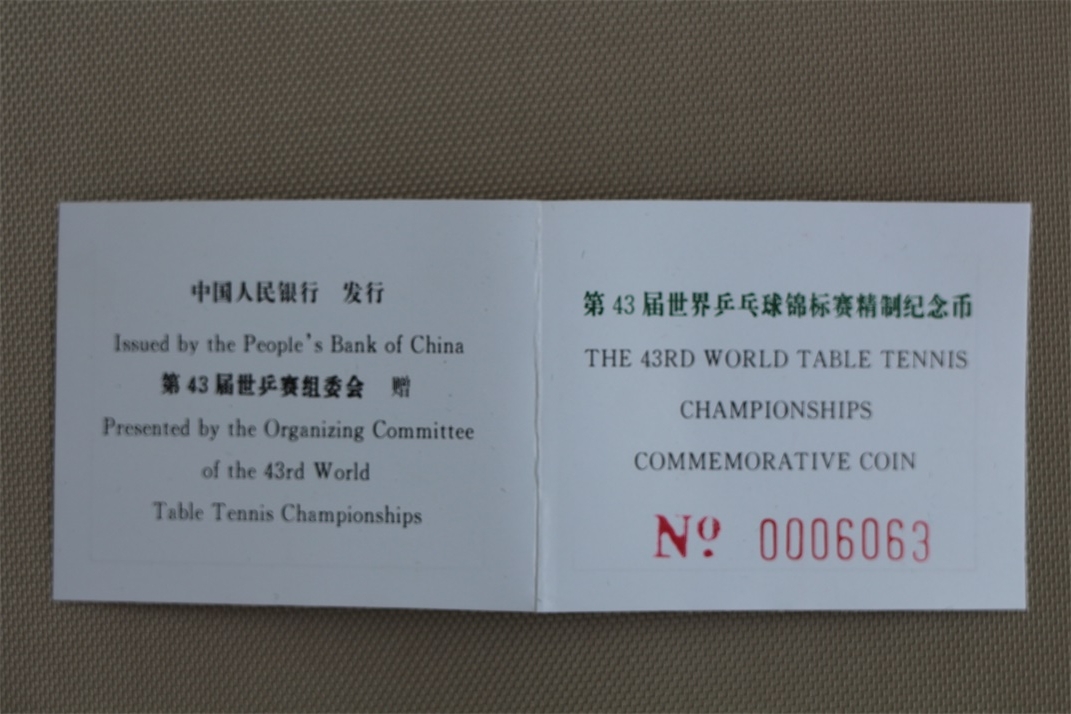 中国人民银行 发行
Issued by the People's Bank of China
第43届世乒赛组委会 赠
Presented by the Organizing Committee
of the 43rd World
Table Tennis Championships
第43届世界乒乓球锦标赛精制纪念币
THE 43RD WORLD TABLE TENNIS
CHAMPIONSHIPS
COMMEMORATIVE COIN
Nº 0006063